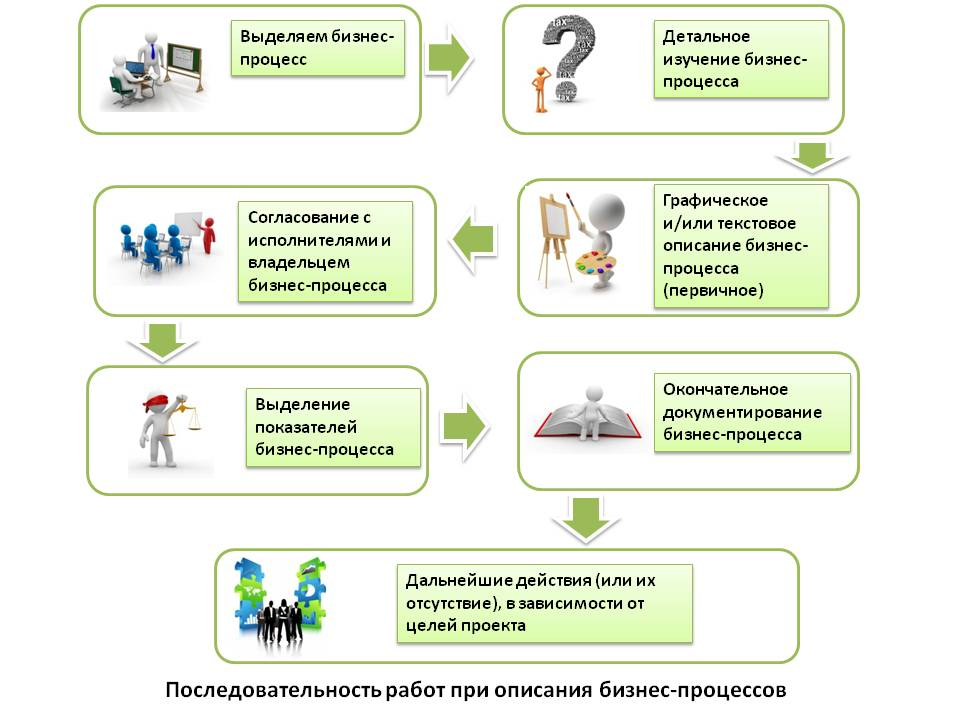 Выделяем бизнес-
процесс
Детальное
изучение бизнес-
процесса
Графическое
и/или текстовое
описание бизнес-
процесса
(первичное)
Согласование с
исполнителями и
владельцем
бизнес-процесса
Выделение
показателей
бизнес-процесса
Окончательное
документирование
бизнес-процесса
Дальнейшие действия (или их
отсутствие), в зависимости от
целей проекта
Последовательность работ при описания бизнес-процессов